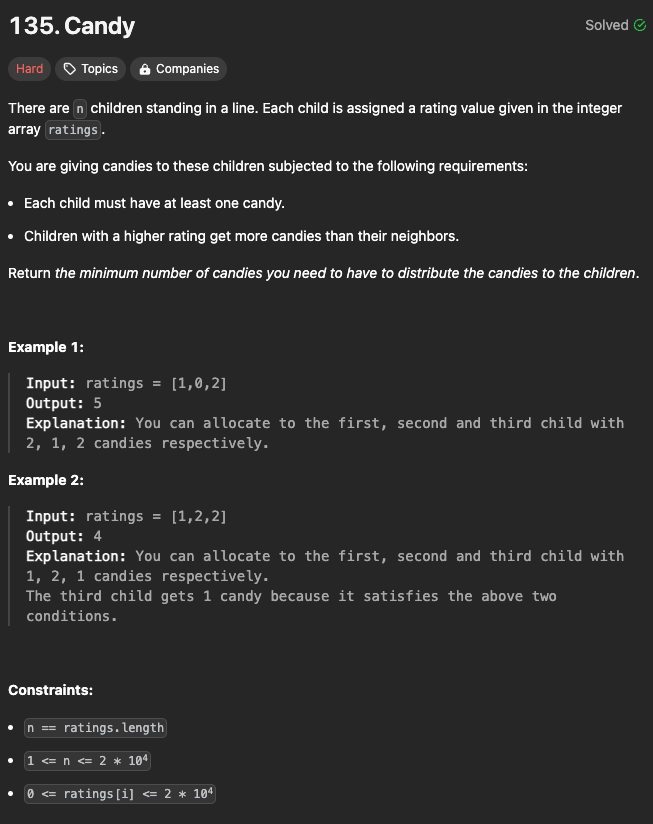 135. Candy
Solved
Hard
Topics
Companies
There are n children standing in a line. Each child is assigned a rating value given in the integer
array ratings.
You are giving candies to these children subjected to the following requirements:
• Each child must have at least one candy.
• Children with a higher rating get more candies than their neighbors.
Return the minimum number of candies you need to have to distribute the candies to the children.
Example 1:
Input: ratings = [1,0,2]
Output: 5
Explanation: You can allocate to the first, second and third child with
2, 1, 2 candies respectively.
Example 2:
Input: ratings = [1,2,2]
Output: 4
Explanation: You can allocate to the first, second and third child with
1, 2, 1 candies respectively.
The third child gets 1 candy because it satisfies the above two
conditions.
Constraints:
• n == ratings.length
• 1 <= n <= 2 * 10⁴
• 0 <= ratings[i] <= 2 * 10⁴